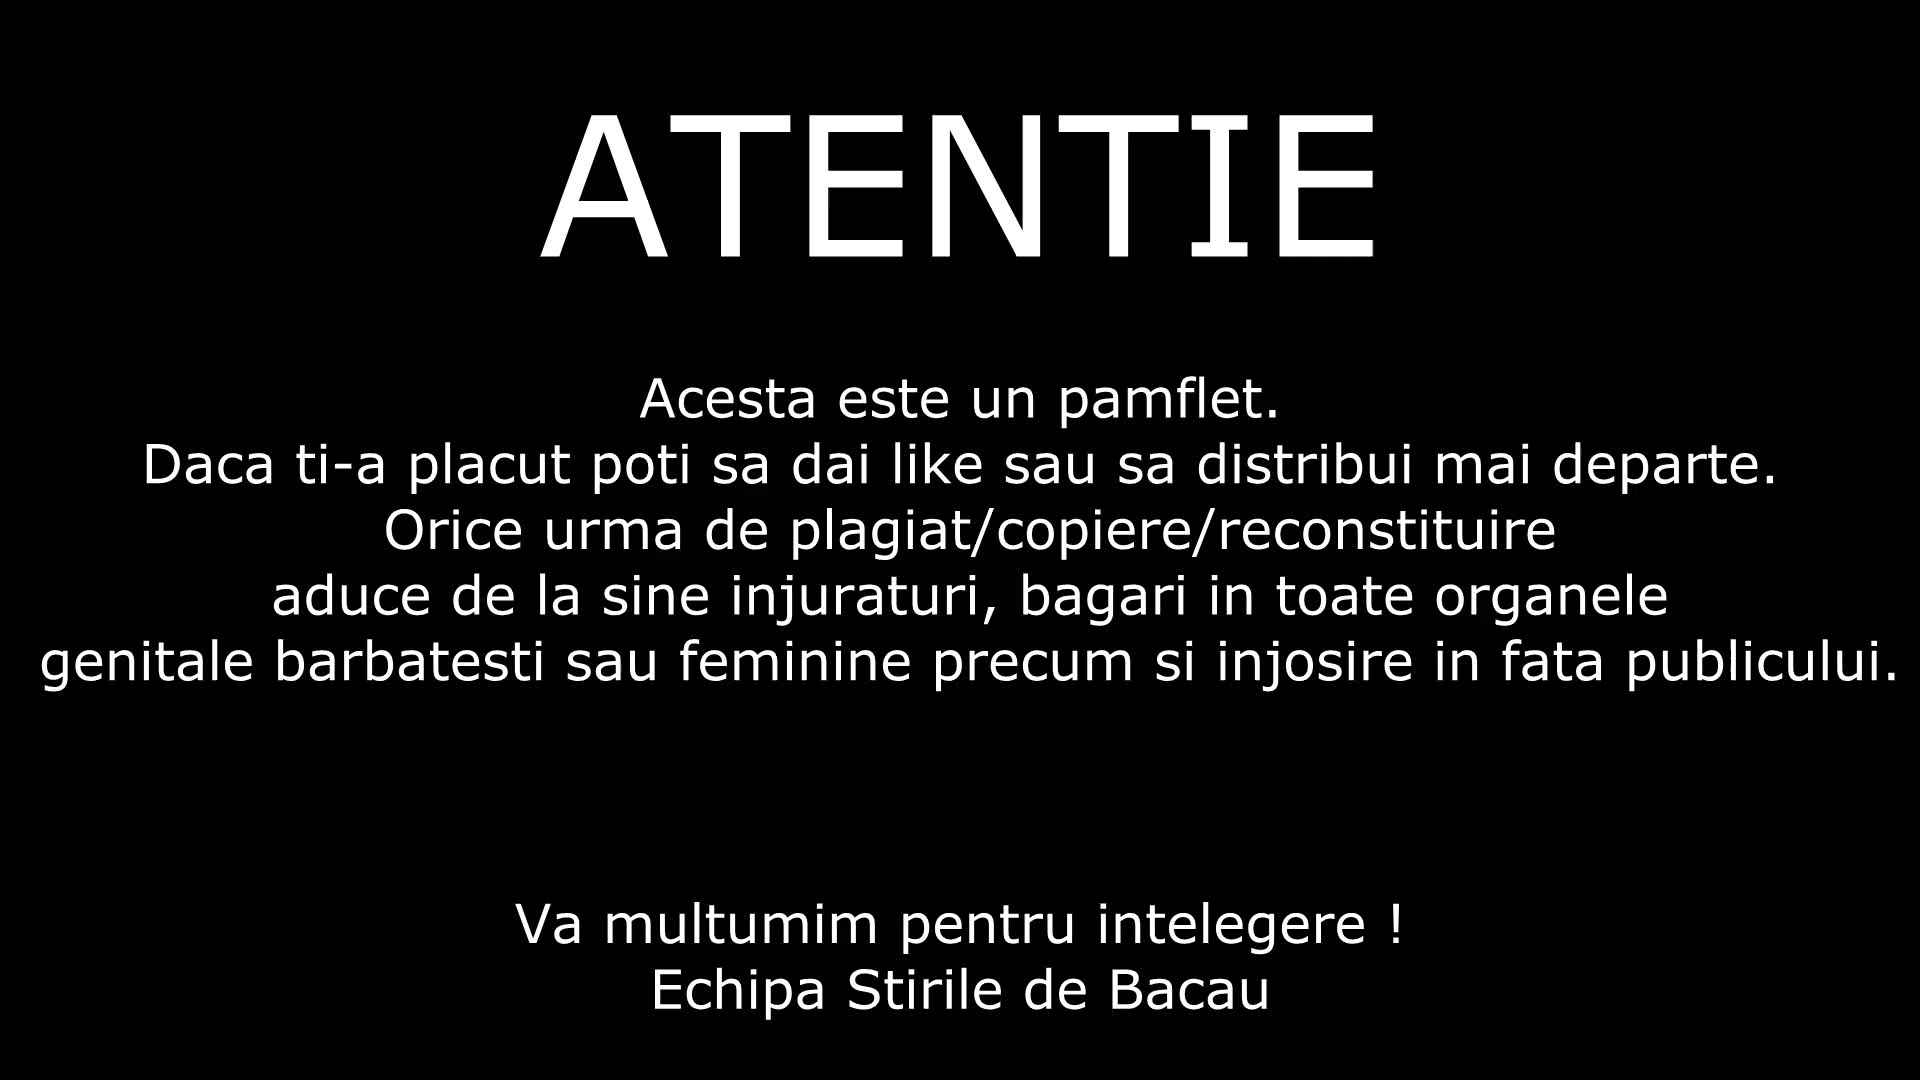 ATENTIE
Acesta este un pamflet.
Daca ti-a placut poti sa dai like sau sa distribui mai departe.
Orice urma de plagiat/copiere/reconstituire
aduce de la sine injuraturi, bagari in toate organele
genitale barbatesti sau feminine precum si injosire in fata publicului.
Va multumim pentru intelegere !
Echipa Stirile de Bacau